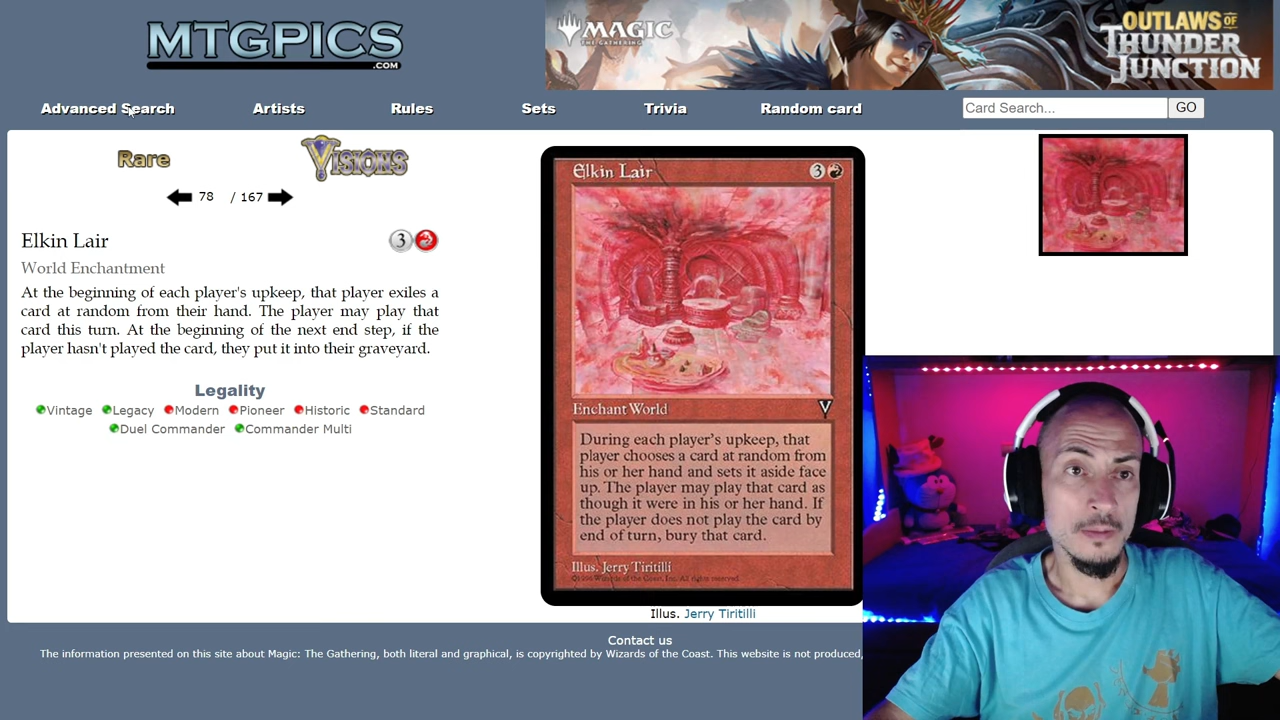 MTGPICS
.COM
MAGIC
THE GATHERING
OUTLAWS OF
THUNDER
JUNCTION
Advanced Search
Artists
Rules
Sets
Trivia
Random card
Card Search...
GO
Rare
VISIONS
78 / 167
Elkin Lair
3
World Enchantment
At the beginning of each player's upkeep, that player exiles a
card at random from their hand. The player may play that
card this turn. At the beginning of the next end step, if the
player hasn't played the card, they put it into their graveyard.
Legality
Vintage Legacy Modern Pioneer Historic Standard
Duel Commander Commander Multi
Elkin Lair
3
Enchant World
V
During each player's upkeep, that
player chooses a card at random from
his or her hand and sets it aside face
up. The player may play that card as
though it were in his or her hand. If
the player does not play the card by
end of turn, bury that card.
Illus. Jerry Tiritilli
©1996 Wizards of the Coast, Inc. All rights reserved
Illus. Jerry Tiritilli
Contact us
The information presented on this site about Magic: The Gathering, both literal and graphical, is copyrighted by Wizards of the Coast. This website is not produced,